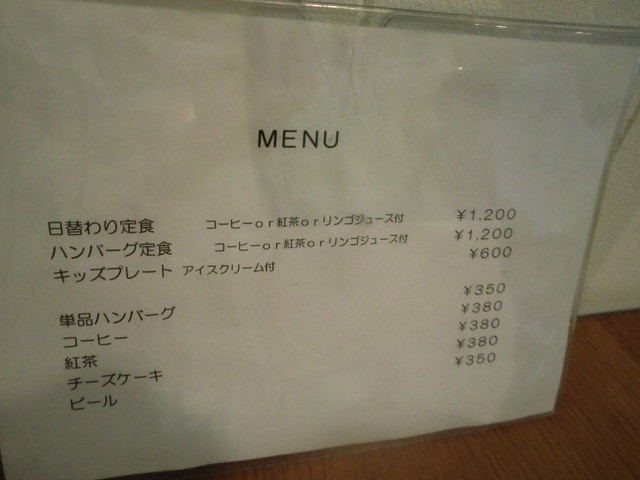 MENU
日替わり定食 コーヒーor紅茶orリンゴジュース付 ¥1,200
ハンバーグ定食 コーヒーor紅茶orリンゴジュース付 ¥1,200
キッズプレート アイスクリーム付 ¥600
単品ハンバーグ ¥350
コーヒー ¥380
紅茶 ¥380
チーズケーキ ¥380
ビール ¥350